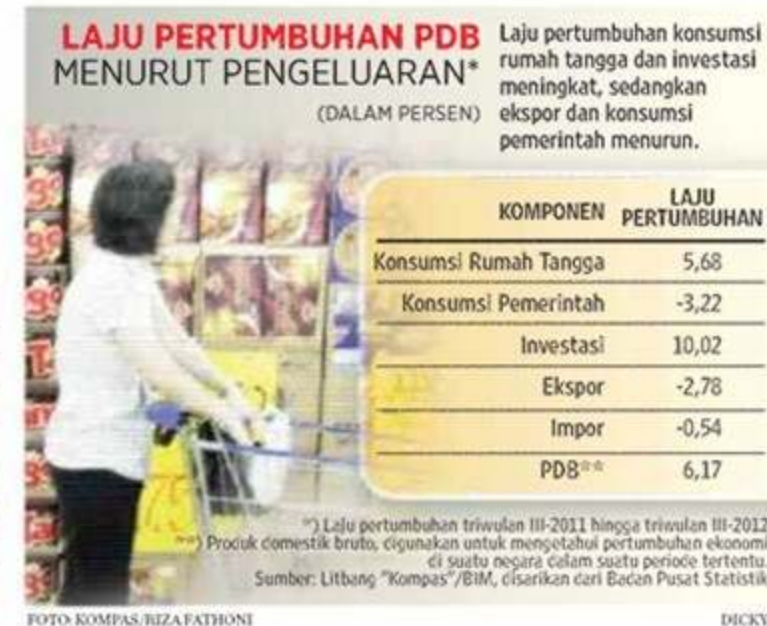 LAJU PERTUMBUHAN PDB
MENURUT PENGELUARAN*
(DALAM PERSEN)
Laju pertumbuhan konsumsi
rumah tangga dan investasi
meningkat, sedangkan
ekspor dan konsumsi
pemerintah menurun.
KOMPONEN LAJU PERTUMBUHAN
Konsumsi Rumah Tangga 5,68
Konsumsi Pemerintah -3,22
Investasi 10,02
Ekspor -2,78
Impor -0,54
PDB** 6,17
*) Laju pertumbuhan triwulan III-2011 hingga triwulan III-2012
**) Produk domestik bruto, digunakan untuk mengetahui pertumbuhan ekonomi
di suatu negara dalam suatu periode tertentu.
Sumber: Litbang "Kompas"/BIM, disarikan dari Badan Pusat Statistik
FOTO: KOMPAS/RIZA FATHONI
DICKY